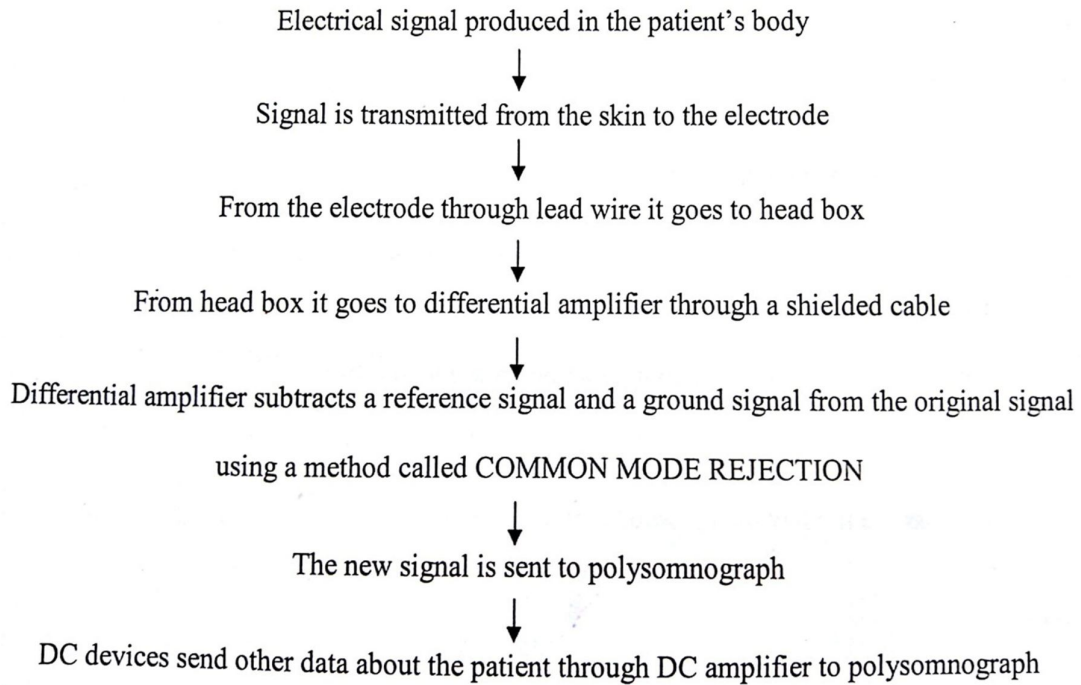 Electrical signal produced in the patient's body
Signal is transmitted from the skin to the electrode
From the electrode through lead wire it goes to head box
From head box it goes to differential amplifier through a shielded cable
Differential amplifier subtracts a reference signal and a ground signal from the original signal
using a method called COMMON MODE REJECTION
The new signal is sent to polysomnograph
DC devices send other data about the patient through DC amplifier to polysomnograph